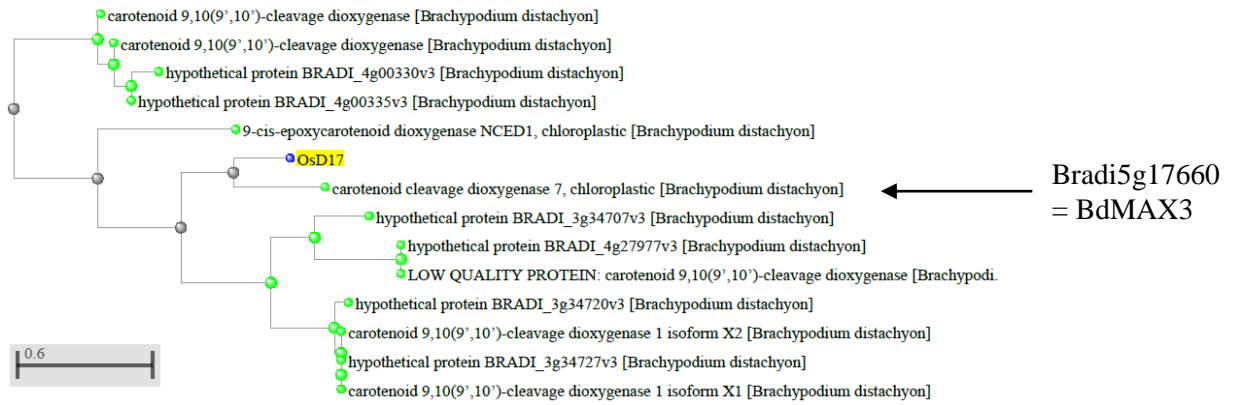 carotenoid 9,10(9’,10’)-cleavage dioxygenase [Brachypodium distachyon]
carotenoid 9,10(9’,10’)-cleavage dioxygenase [Brachypodium distachyon]
hypothetical protein BRADI_4g00330v3 [Brachypodium distachyon]
hypothetical protein BRADI_4g00335v3 [Brachypodium distachyon]
9-cis-epoxycarotenoid dioxygenase NCED1, chloroplastic [Brachypodium distachyon]
OsD17
carotenoid cleavage dioxygenase 7, chloroplastic [Brachypodium distachyon]
Bradi5g17660
= BdMAX3
hypothetical protein BRADI_3g34707v3 [Brachypodium distachyon]
hypothetical protein BRADI_4g27977v3 [Brachypodium distachyon]
LOW QUALITY PROTEIN: carotenoid 9,10(9’,10’)-cleavage dioxygenase [Brachypodi.
hypothetical protein BRADI_3g34720v3 [Brachypodium distachyon]
carotenoid 9,10(9’,10’)-cleavage dioxygenase 1 isoform X2 [Brachypodium distachyon]
hypothetical protein BRADI_3g34727v3 [Brachypodium distachyon]
carotenoid 9,10(9’,10’)-cleavage dioxygenase 1 isoform X1 [Brachypodium distachyon]
0.6